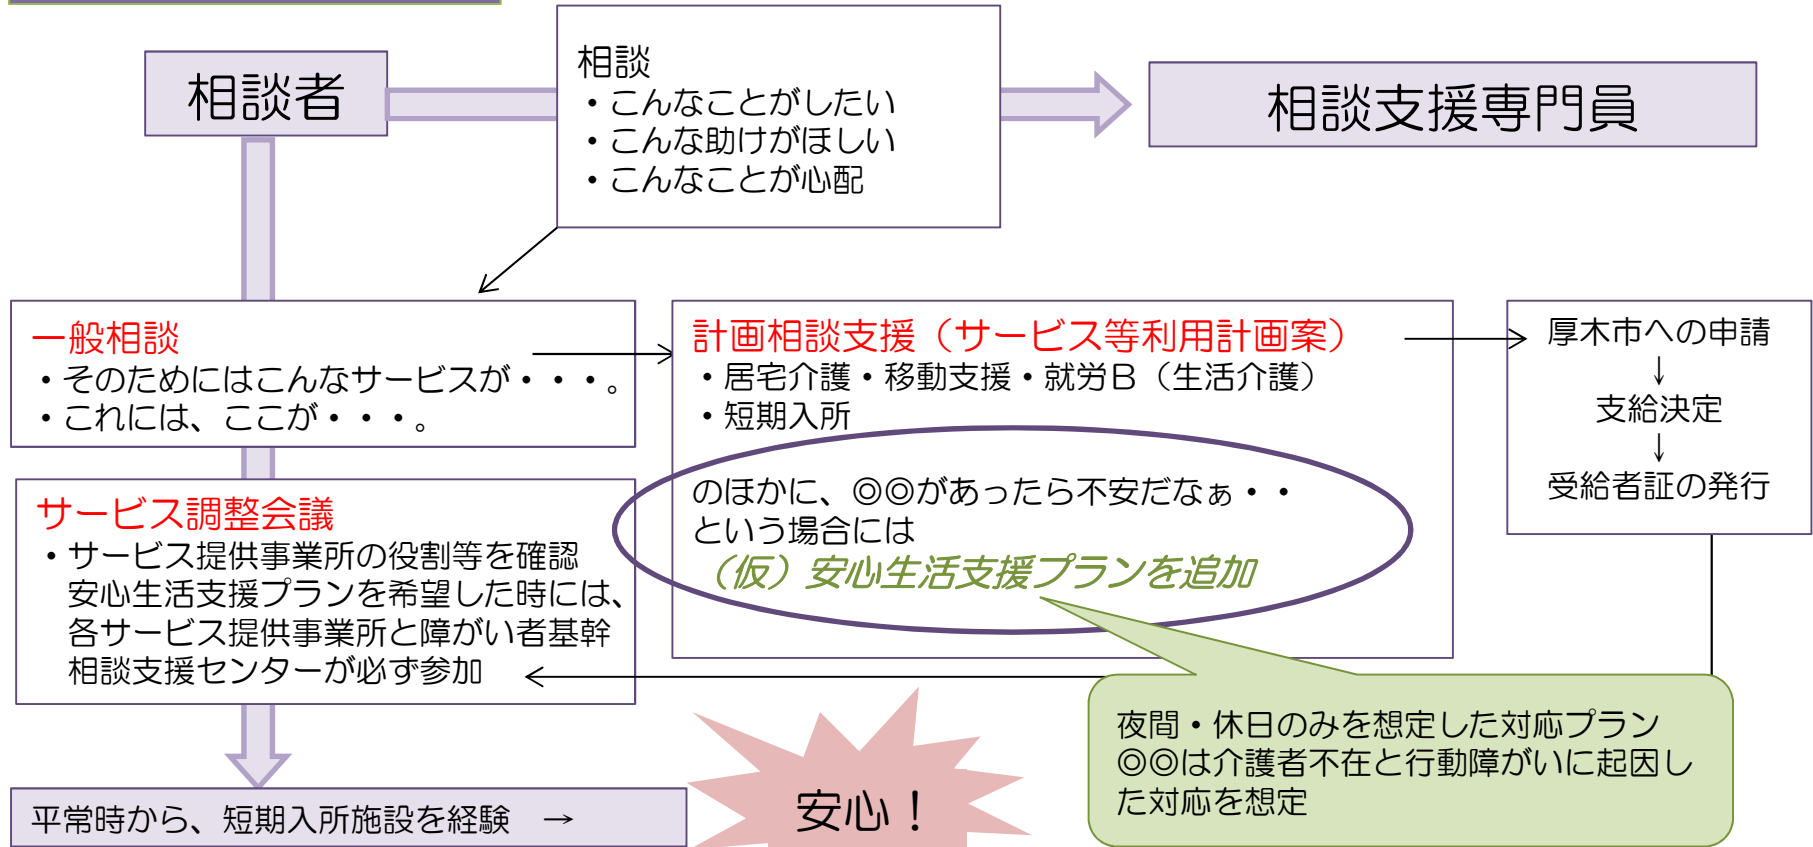 相談者
相談
・こんなことがしたい
・こんな助けがほしい
・こんなことが心配
相談支援専門員
一般相談
・そのためにはこんなサービスが・・・。
・これには、ここが・・・。
計画相談支援（サービス等利用計画案）
・居宅介護・移動支援・就労Ｂ（生活介護）
・短期入所
のほかに、◎◎があったら不安だなぁ・・
という場合には
（仮）安心生活支援プランを追加
厚木市への申請
↓
支給決定
↓
受給者証の発行
サービス調整会議
・サービス提供事業所の役割等を確認
安心生活支援プランを希望した時には、
各サービス提供事業所と障がい者基幹
相談支援センターが必ず参加
夜間・休日のみを想定した対応プラン
◎◎は介護者不在と行動障がいに起因し
た対応を想定
平常時から、短期入所施設を経験　→
安心！